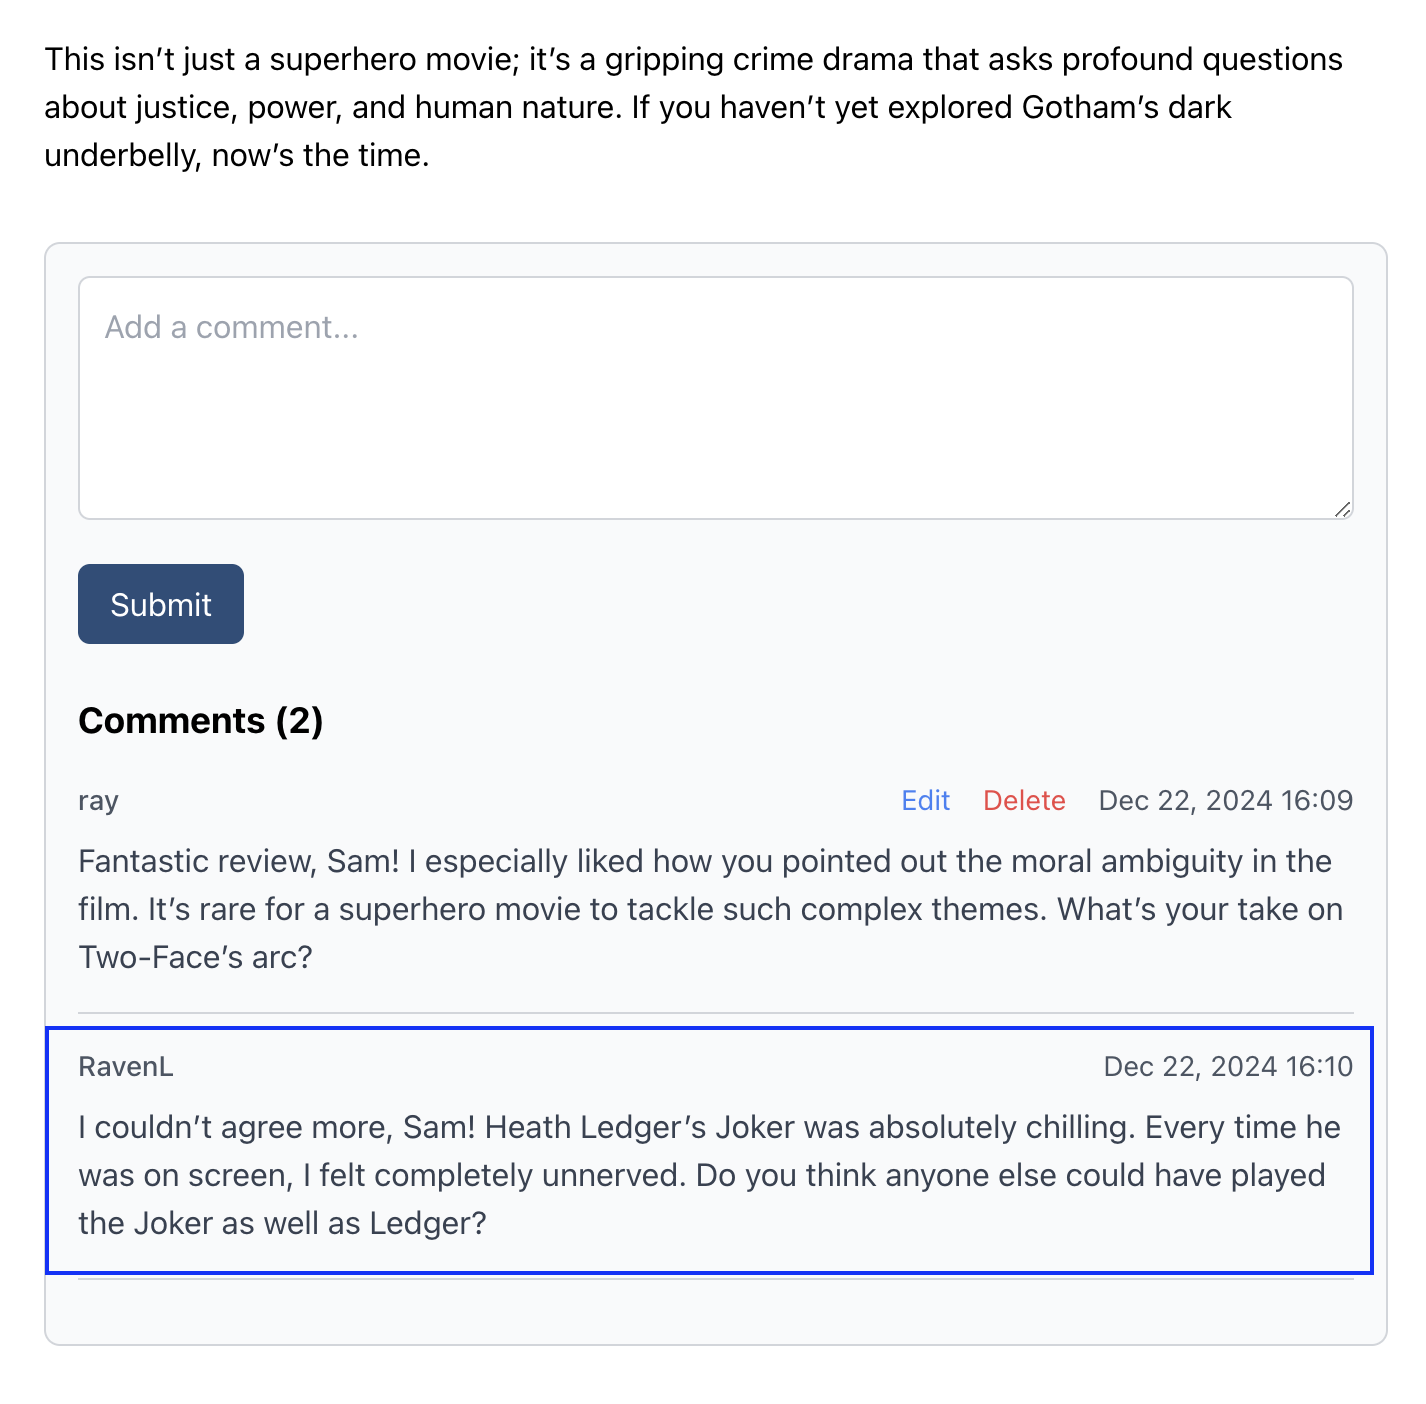 This isn’t just a superhero movie; it’s a gripping crime drama that asks profound questions
about justice, power, and human nature. If you haven’t yet explored Gotham’s dark
underbelly, now’s the time.
Add a comment...
Submit
Comments (2)
ray Edit Delete Dec 22, 2024 16:09
Fantastic review, Sam! I especially liked how you pointed out the moral ambiguity in the
film. It’s rare for a superhero movie to tackle such complex themes. What’s your take on
Two-Face’s arc?
RavenL Dec 22, 2024 16:10
I couldn’t agree more, Sam! Heath Ledger’s Joker was absolutely chilling. Every time he
was on screen, I felt completely unnerved. Do you think anyone else could have played
the Joker as well as Ledger?